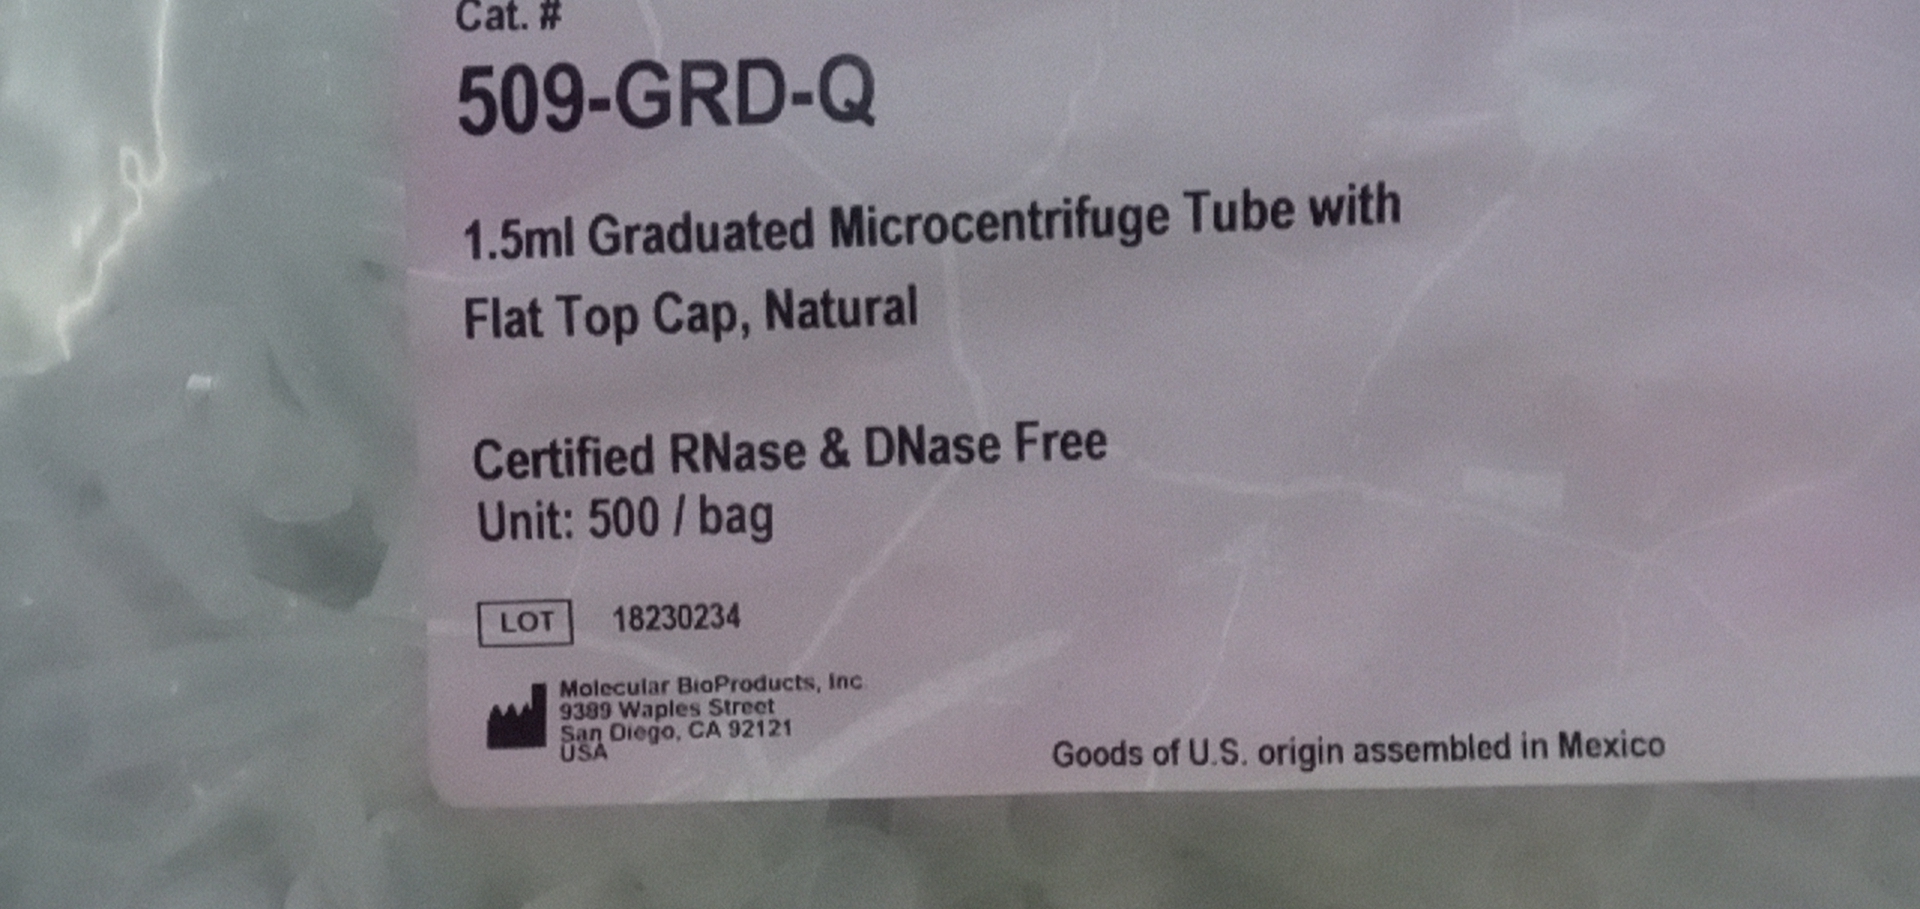 Cat. #
509-GRD-Q
1.5ml Graduated Microcentrifuge Tube with
Flat Top Cap, Natural
Certified RNase & DNase Free
Unit: 500 / bag
LOT 18230234
Molecular BioProducts, Inc.
9389 Waples Street
San Diego, CA 92121
USA
Goods of U.S. origin assembled in Mexico